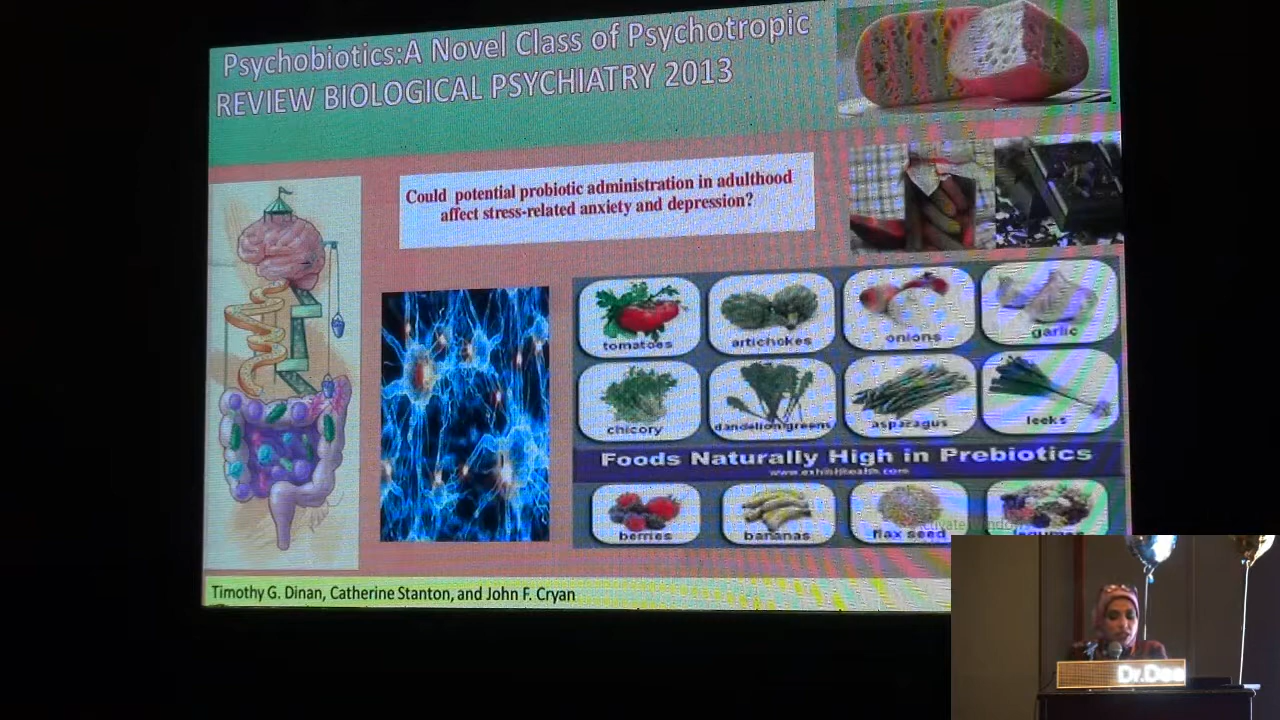 Psychobiotics:A Novel Class of Psychotropic
REVIEW BIOLOGICAL PSYCHIATRY 2013
Could potential probiotic administration in adulthood
affect stress-related anxiety and depression?
tomatoes
artichokes
onions
garlic
chicory
dandelion greens
asparagus
leeks
Foods Naturally High in Prebiotics
berries
bananas
flax seed
legumes
Timothy G. Dinan, Catherine Stanton, and John F. Cryan
Dr.Dee